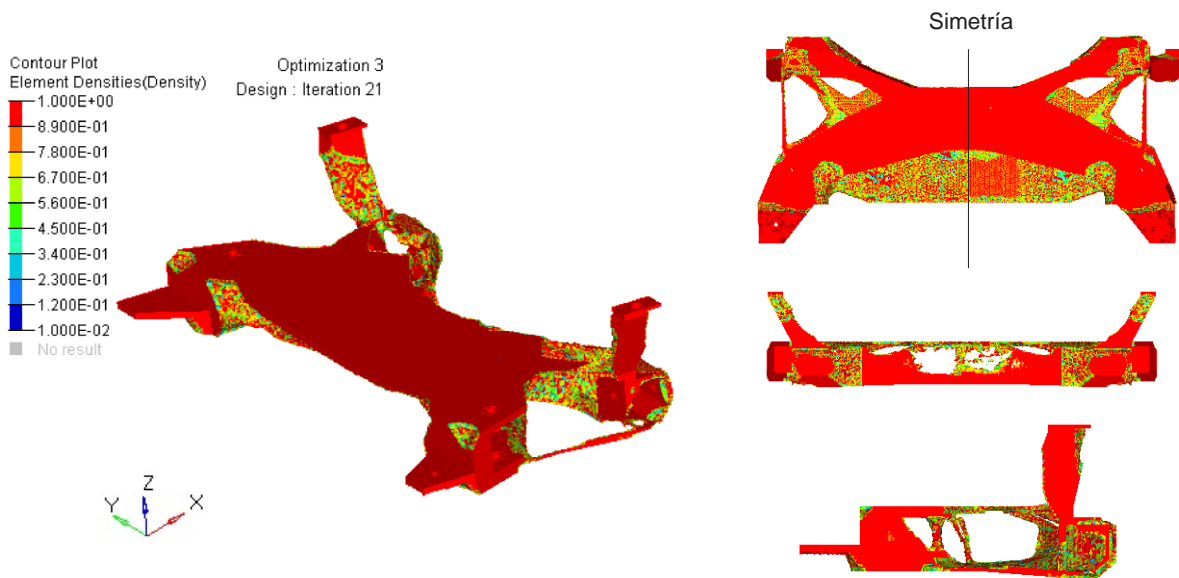 Contour Plot
Element Densities(Density)
1.000E+00
8.900E-01
7.800E-01
6.700E-01
5.600E-01
4.500E-01
3.400E-01
2.300E-01
1.200E-01
1.000E-02
No result
Optimization 3
Design : Iteration 21
Simetría
Z
Y
X